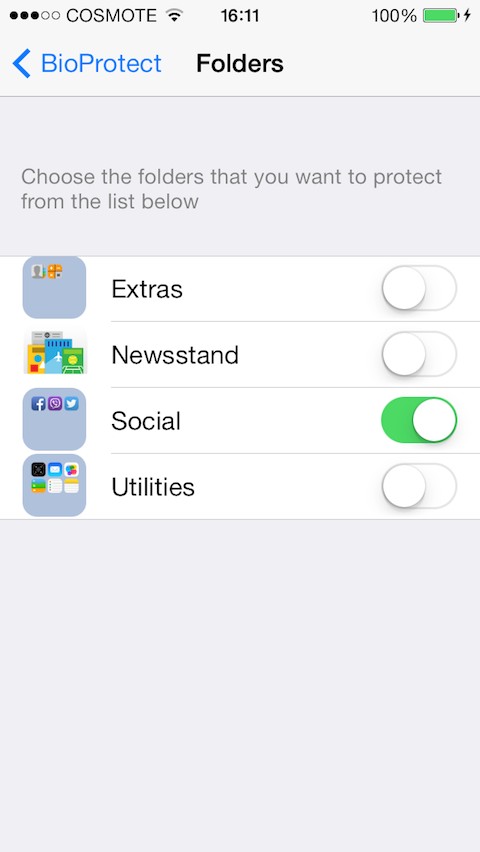 COSMOTE 16:11 100%
BioProtect Folders
Choose the folders that you want to protect
from the list below
Extras
Newsstand
Social
Utilities